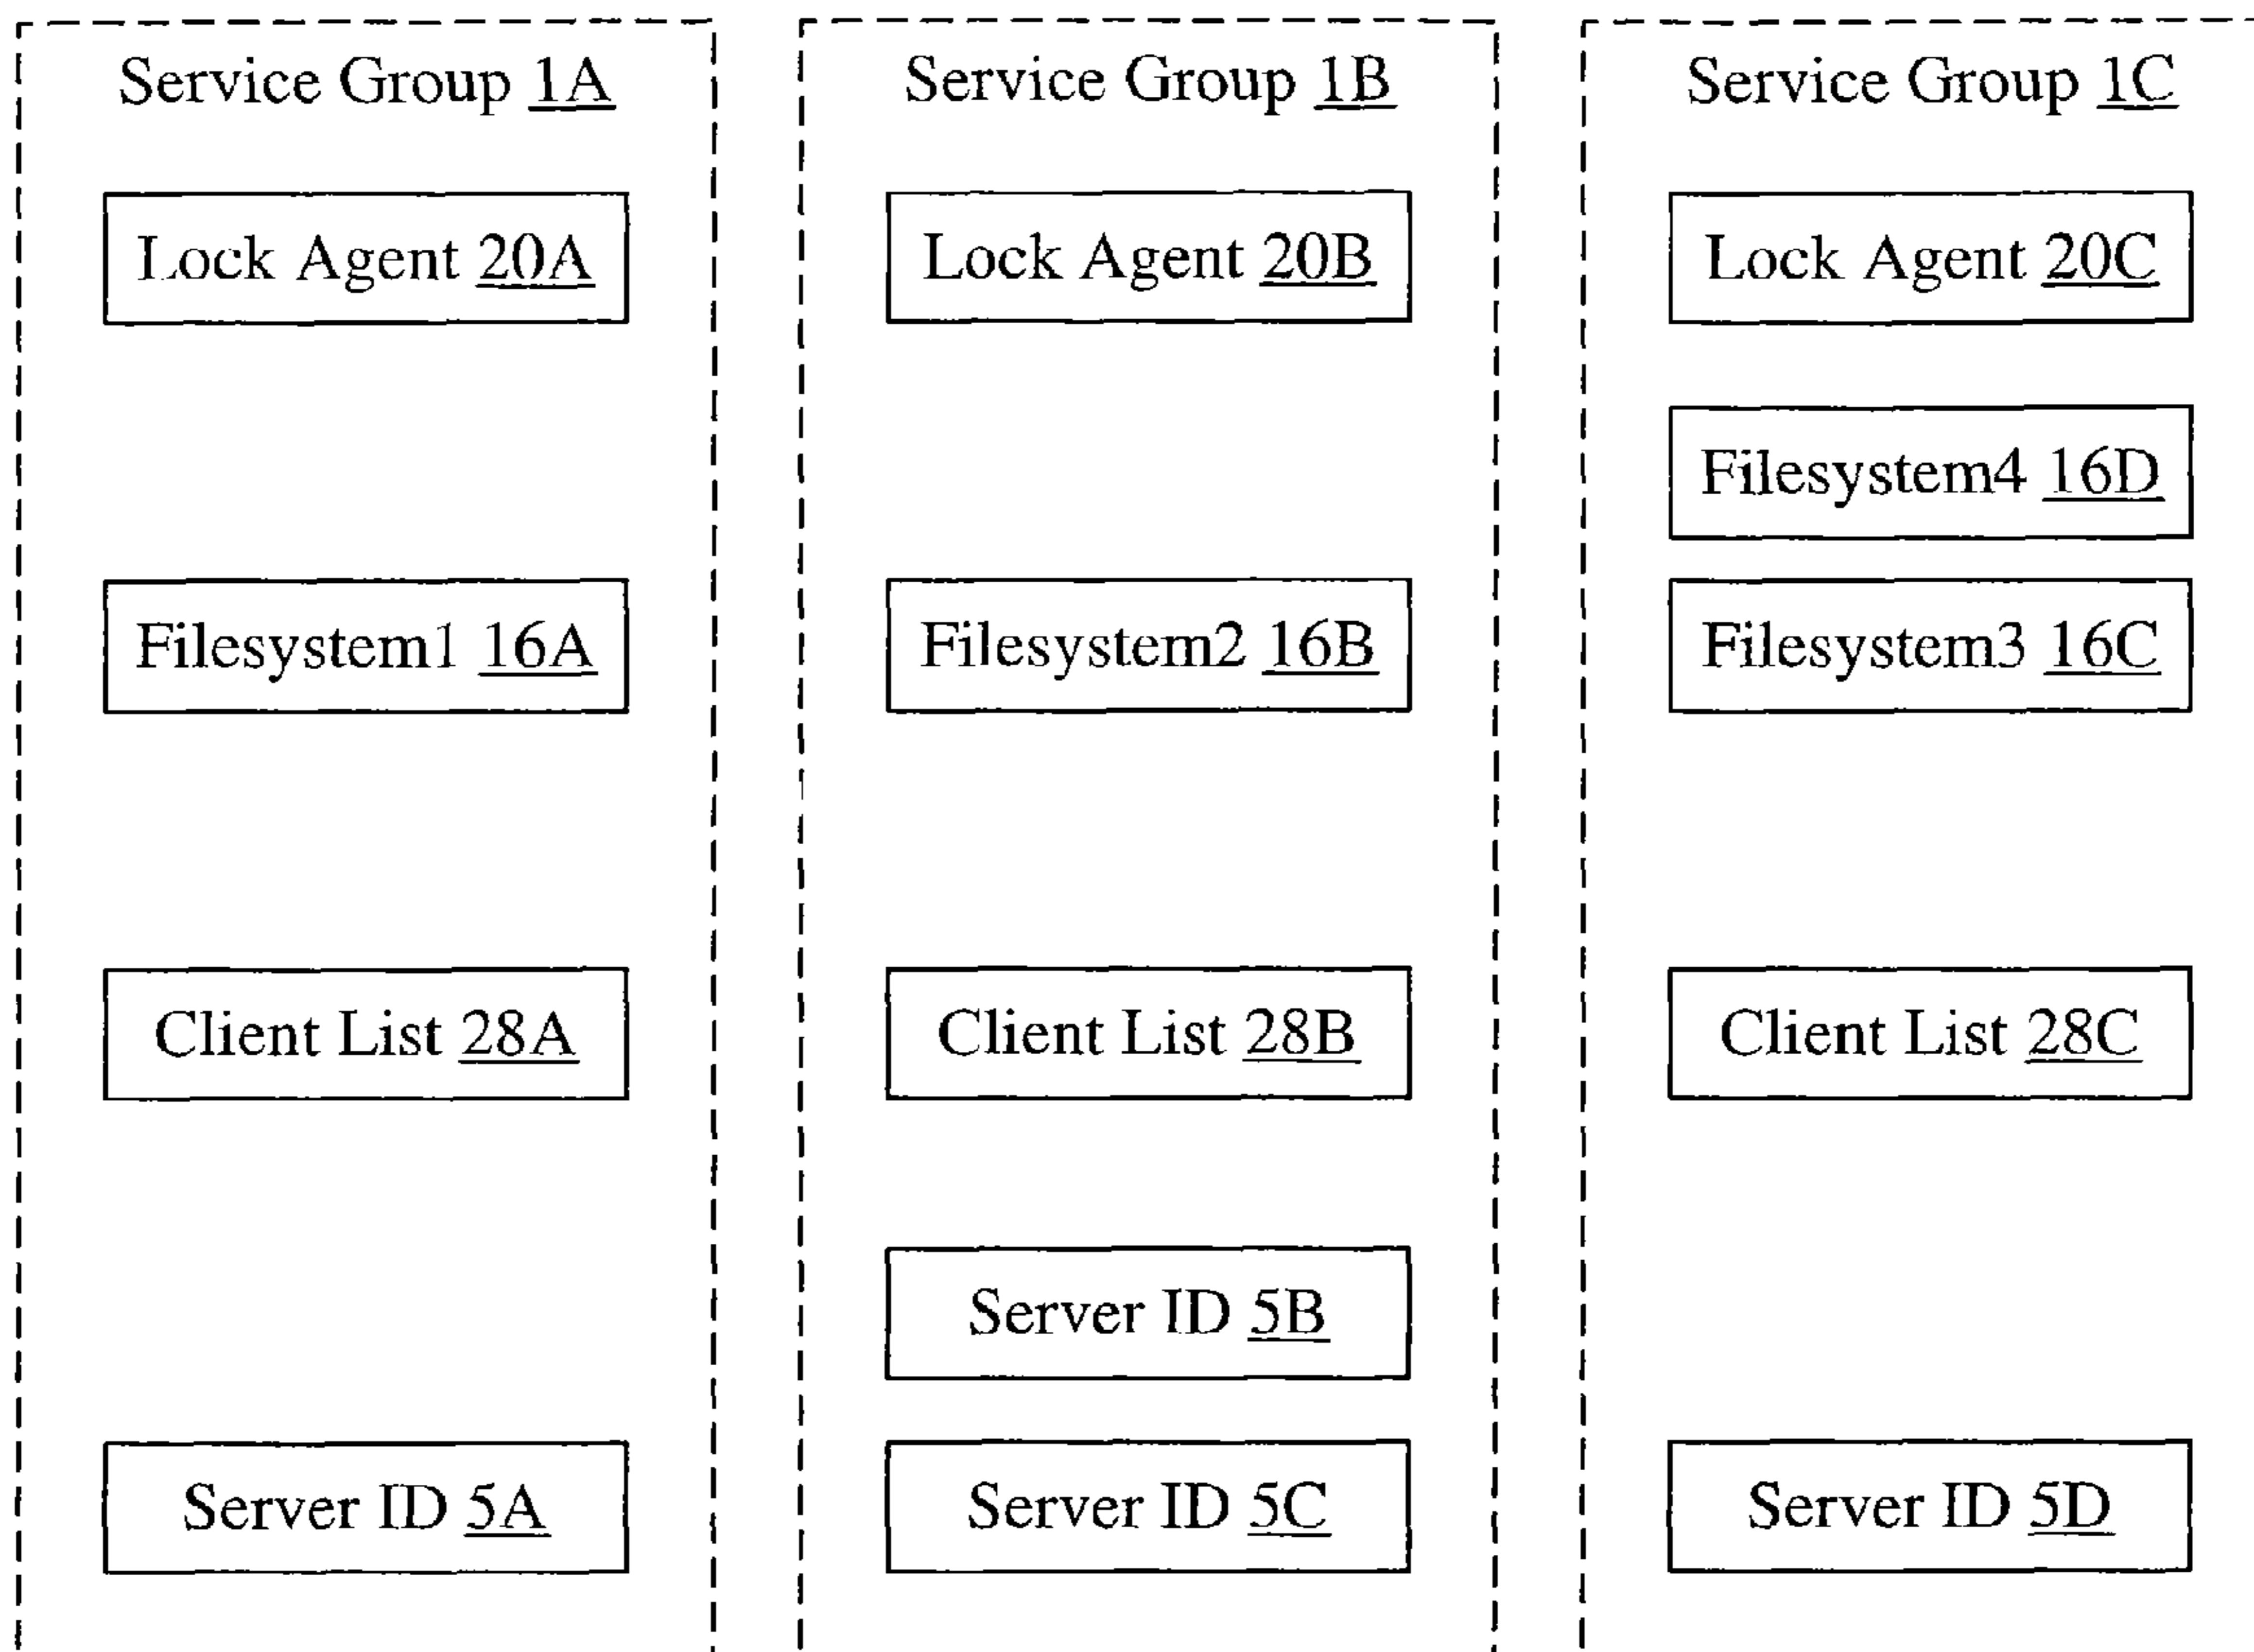 Service Group 1A
Lock Agent 20A
Filesystem1 16A
Client List 28A
Server ID 5A
Service Group 1B
Lock Agent 20B
Filesystem2 16B
Client List 28B
Server ID 5B
Server ID 5C
Service Group 1C
Lock Agent 20C
Filesystem4 16D
Filesystem3 16C
Client List 28C
Server ID 5D